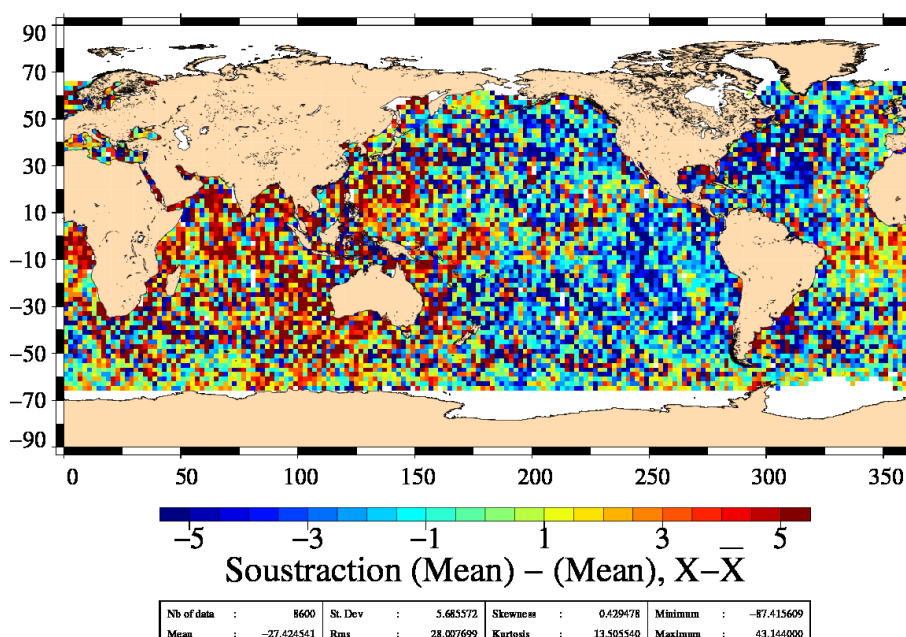 90
70
50
30
10
−10
−30
−50
−70
−90
0 50 100 150 200 250 300 350
−5 −3 −1 1 3 5
Soustraction (Mean) − (Mean), X−X̅
Nb of data : 8600 St. Dev : 5.685572 Skewness : 0.429478 Minimum : −87.415609
Mean : −27.424541 Rms : 28.007699 Kurtosis : 13.505540 Maximum : 43.144000